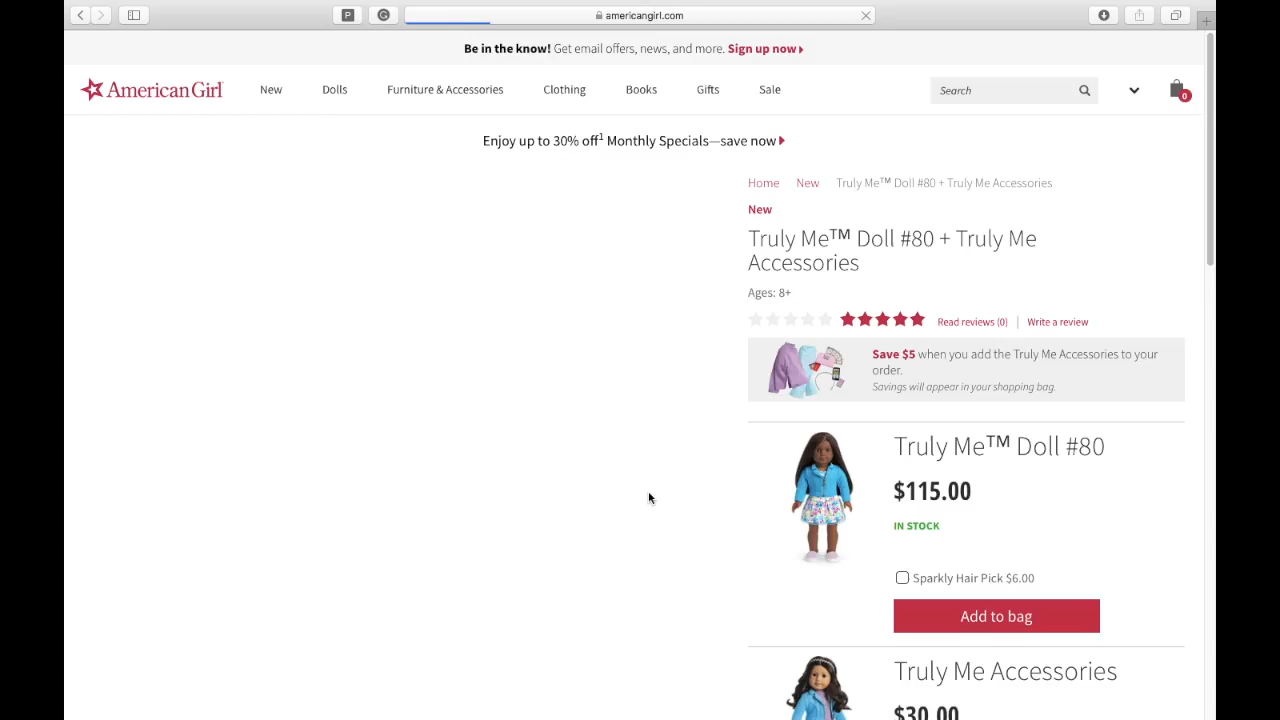 P
americangirl.com
Be in the know! Get email offers, news, and more. Sign up now
AmericanGirl
New
Dolls
Furniture & Accessories
Clothing
Books
Gifts
Sale
Search
0
Enjoy up to 30% off¹ Monthly Specials—save now
Home New Truly Me™ Doll #80 + Truly Me Accessories
New
Truly Me™ Doll #80 + Truly Me
Accessories
Ages: 8+
Read reviews (0) | Write a review
Save $5 when you add the Truly Me Accessories to your
order.
Savings will appear in your shopping bag.
Truly Me™ Doll #80
$115.00
IN STOCK
Sparkly Hair Pick $6.00
Add to bag
Truly Me Accessories
$30.00